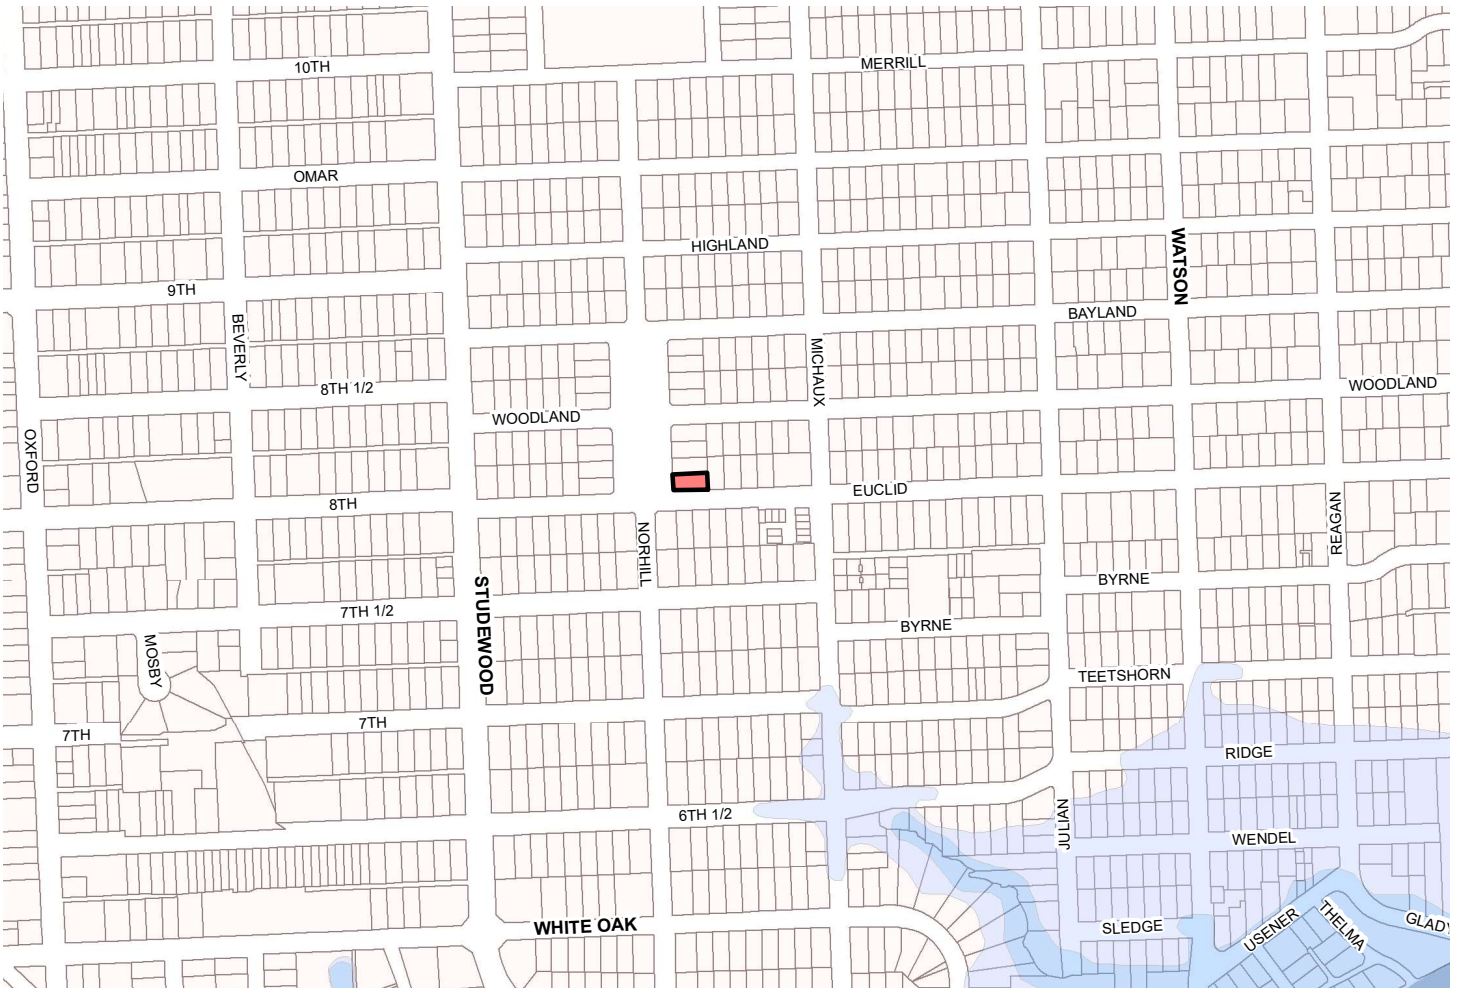 MERRILL
10TH
OMAR
HIGHLAND
WATSON
9TH
BAYLAND
BEVERLY
MICHAUX
8TH 1/2
WOODLAND
WOODLAND
OXFORD
EUCLID
8TH
REAGAN
NORHILL
BYRNE
STUDEWOOD
7TH 1/2
BYRNE
MOSBY
TEETSHORN
7TH
7TH
RIDGE
6TH 1/2
JULIAN
WENDEL
WHITE OAK
SLEDGE
USENER
THELMA
GLADY